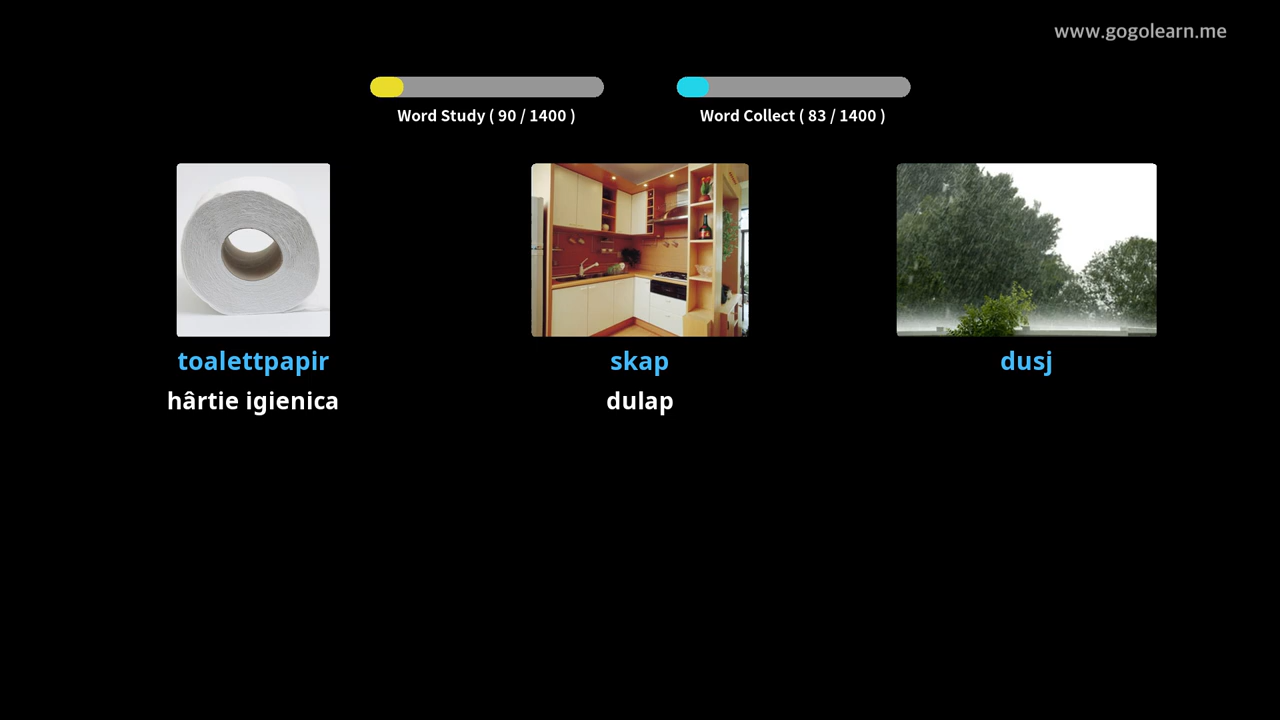 www.gogolearn.me
Word Study ( 90 / 1400 )
Word Collect ( 83 / 1400 )
toalettpapir
skap
dusj
hârtie igienica
dulap